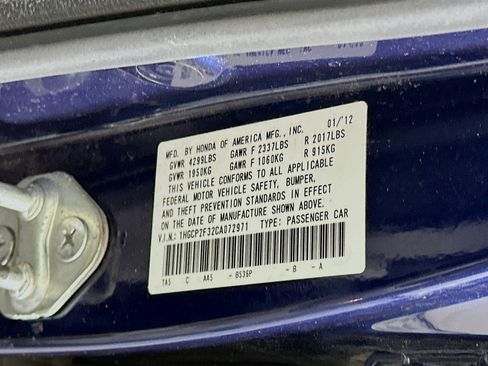 MFD. BY HONDA OF AMERICA MFG., INC. 01/12
GVWR 4299LBS GAWR F 2337LBS R 2017LBS
GVWR 1950KG GAWR F 1060KG R 915KG
THIS VEHICLE CONFORMS TO ALL APPLICABLE
FEDERAL MOTOR VEHICLE SAFETY, BUMPER,
AND THEFT PREVENTION STANDARDS IN EFFECT
ON THE DATE OF MANUFACTURE SHOWN ABOVE.
V.I.N.: 1HGCP2F32CA072971 TYPE: PASSENGER CAR
TA5 C AA5 - B536P - B - A